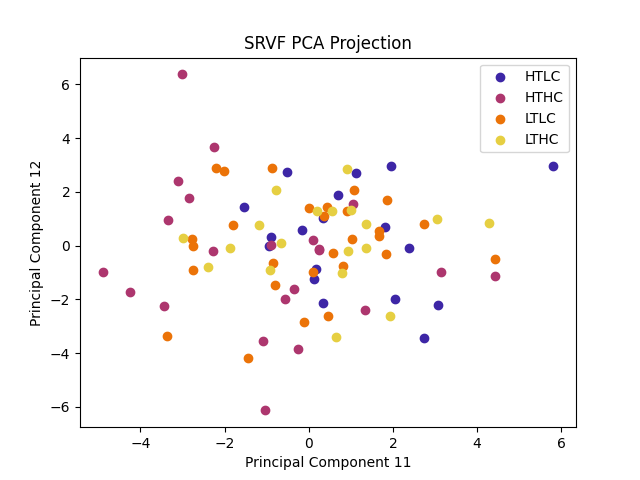 SRVF PCA Projection
HTLC
HTHC
LTLC
LTHC
Principal Component 12
6
4
2
0
−2
−4
−6
−4
−2
0
2
4
6
Principal Component 11